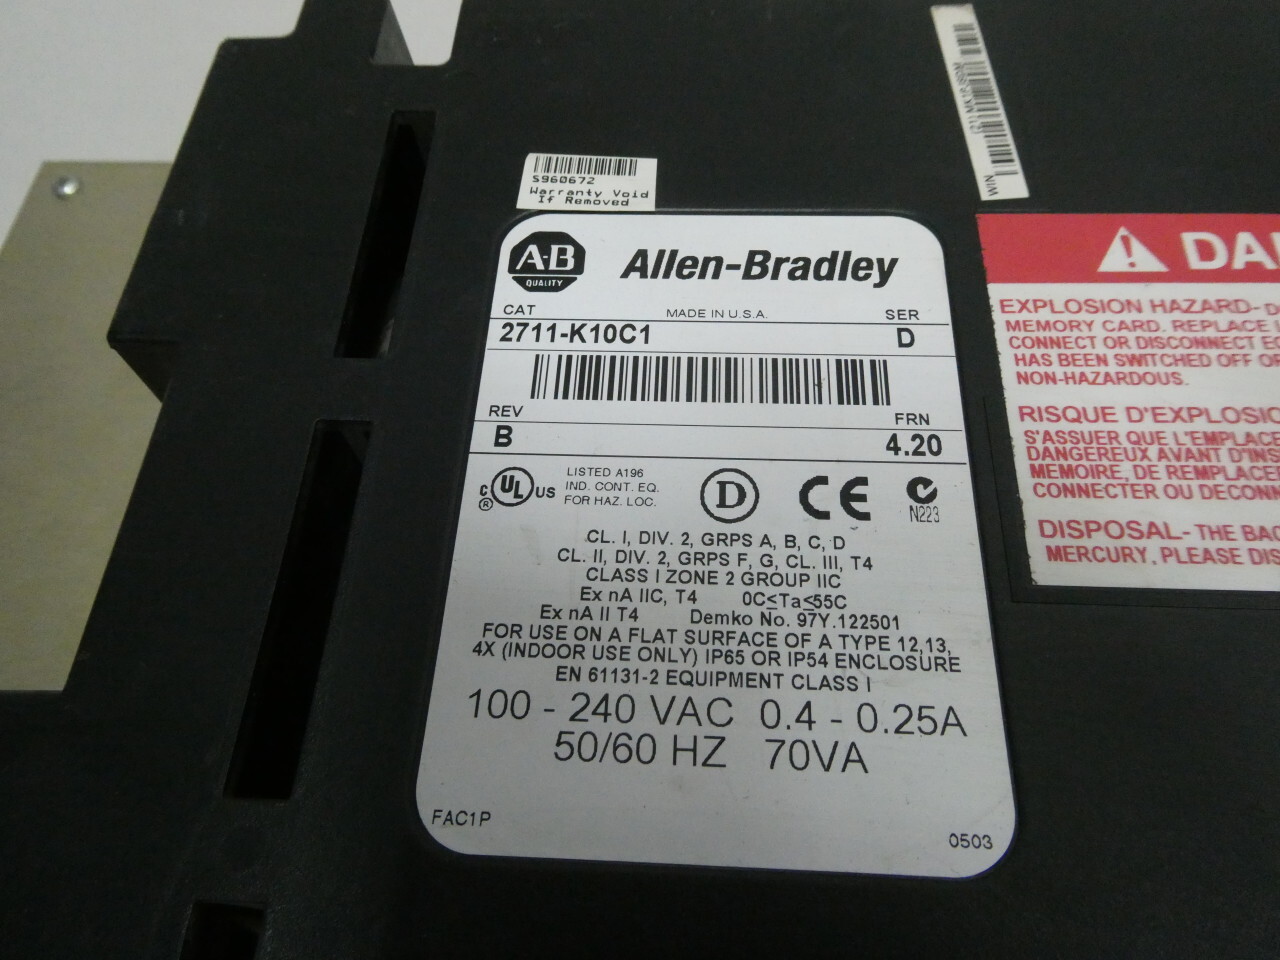 S960672
Warranty Void
If Removed
WIN
A-B
QUALITY
Allen-Bradley
CAT
MADE IN U.S.A.
SER
2711-K10C1
D
REV
FRN
B
4.20
C UL US
®
LISTED A196
IND. CONT. EQ.
FOR HAZ. LOC.
D
CE
N223
CL. I, DIV. 2, GRPS A, B, C, D
CL. II, DIV. 2, GRPS F, G, CL. III, T4
CLASS I ZONE 2 GROUP IIC
Ex nA IIC, T4 0C≤Ta≤55C
Ex nA II T4 Demko No. 97Y.122501
FOR USE ON A FLAT SURFACE OF A TYPE 12,13,
4X (INDOOR USE ONLY) IP65 OR IP54 ENCLOSURE
EN 61131-2 EQUIPMENT CLASS I
100 - 240 VAC 0.4 - 0.25A
50/60 HZ 70VA
FAC1P
0503
DAN
EXPLOSION HAZARD- D
MEMORY CARD. REPLACE
CONNECT OR DISCONNECT EQ
HAS BEEN SWITCHED OFF O
NON-HAZARDOUS.
RISQUE D'EXPLOSIO
S'ASSUER QUE L'EMPLACE
DANGEREUX AVANT D'INS
MEMOIRE, DE REMPLACE
CONNECTER OU DECONN
DISPOSAL- THE BAC
MERCURY. PLEASE DIS